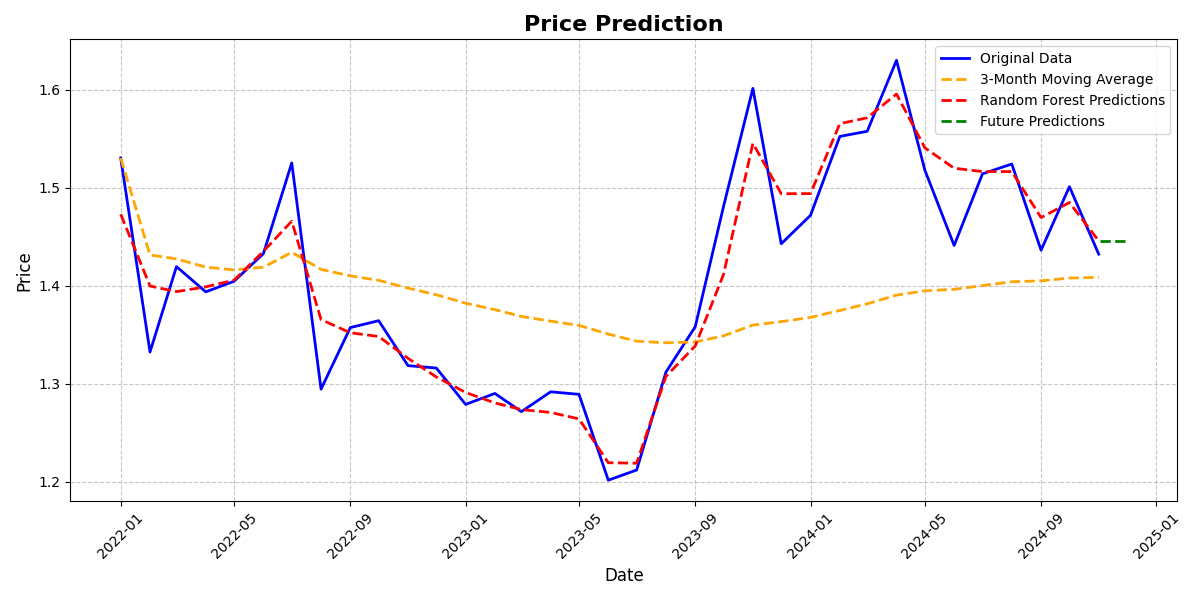 Price Prediction
Original Data
3-Month Moving Average
Random Forest Predictions
Future Predictions
Price
1.6
1.5
1.4
1.3
1.2
2022-01
2022-05
2022-09
2023-01
2023-05
2023-09
2024-01
2024-05
2024-09
2025-01
Date